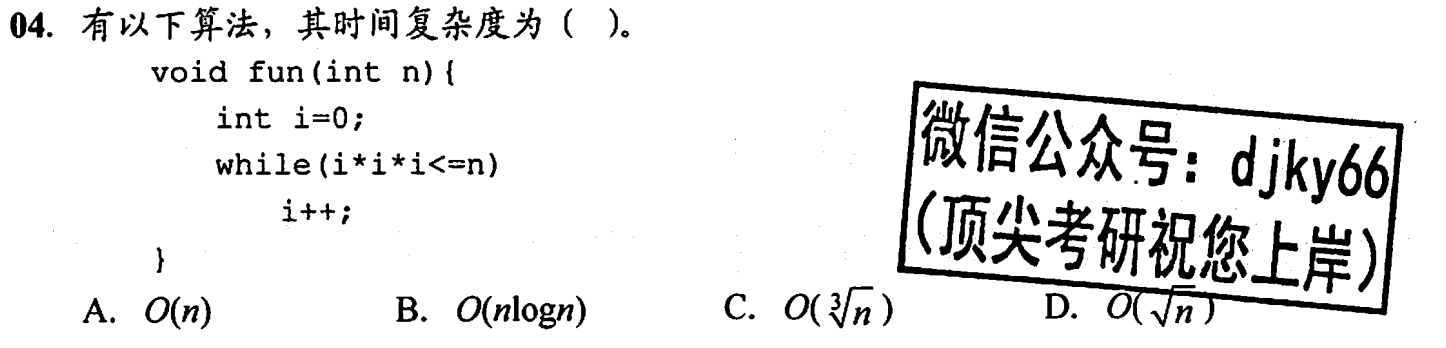 04. 有以下算法，其时间复杂度为（  ）。
void fun(int n){
int i=0;
while(i*i*i<=n)
i++;
}
A. O(n) B. O(nlogn) C. O(∛n) D. O(√n)
微信公众号：djky66
(顶尖考研祝您上岸)